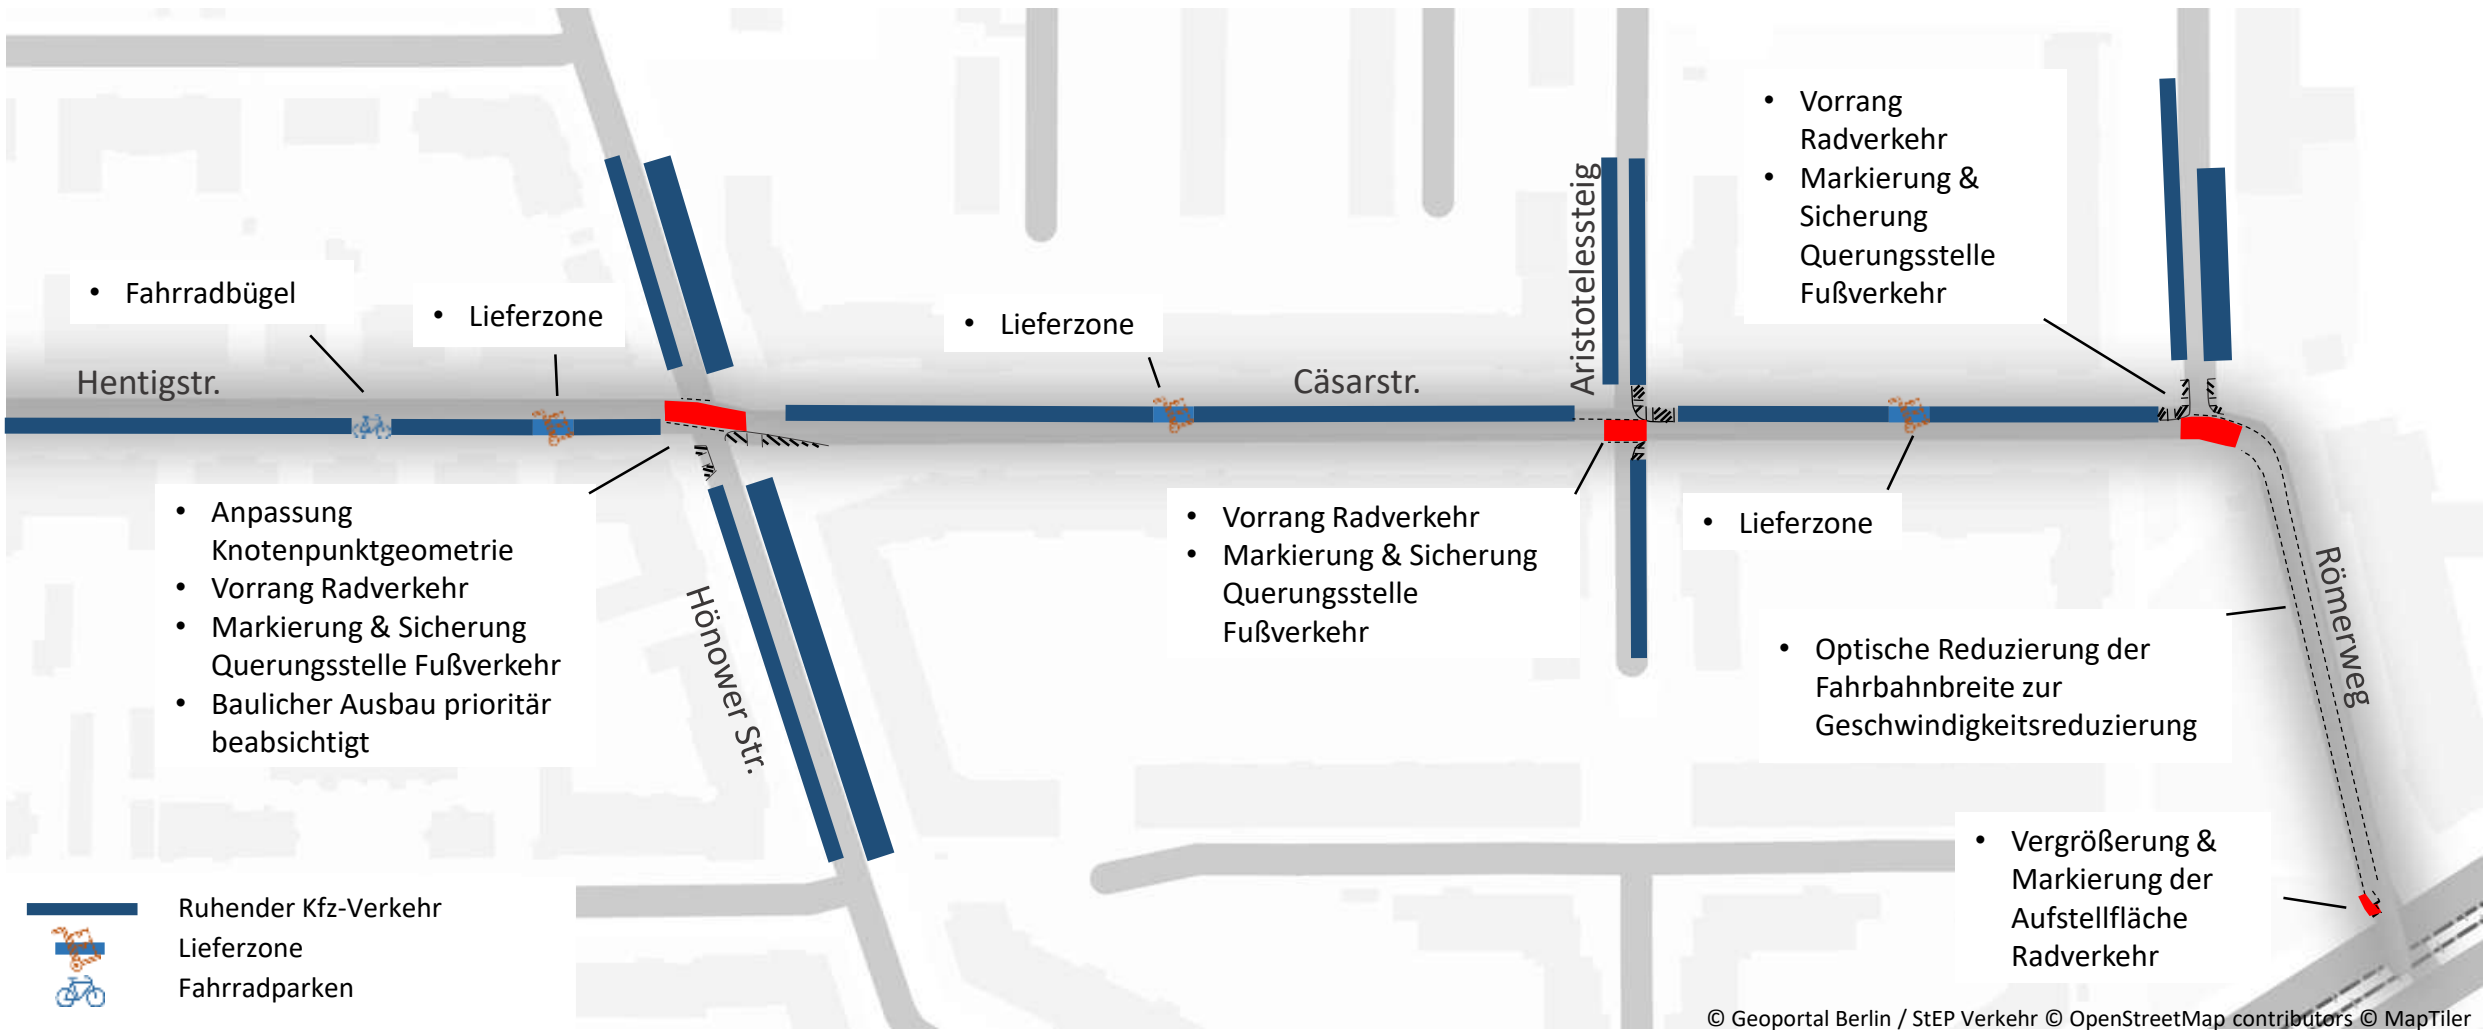 • Vorrang
Radverkehr
• Markierung &
Sicherung
Querungsstelle
Fußverkehr
Aristotelessteig
• Fahrradbügel
• Lieferzone
• Lieferzone
Hentigstr.
Cäsarstr.
• Anpassung
Knotenpunktgeometrie
• Vorrang Radverkehr
• Markierung & Sicherung
Querungsstelle Fußverkehr
• Baulicher Ausbau prioritär
beabsichtigt
Hönower Str.
• Vorrang Radverkehr
• Markierung & Sicherung
Querungsstelle
Fußverkehr
• Lieferzone
Römerweg
• Optische Reduzierung der
Fahrbahnbreite zur
Geschwindigkeitsreduzierung
• Vergrößerung &
Markierung der
Aufstellfläche
Radverkehr
Ruhender Kfz-Verkehr
Lieferzone
Fahrradparken
© Geoportal Berlin / StEP Verkehr © OpenStreetMap contributors © MapTiler